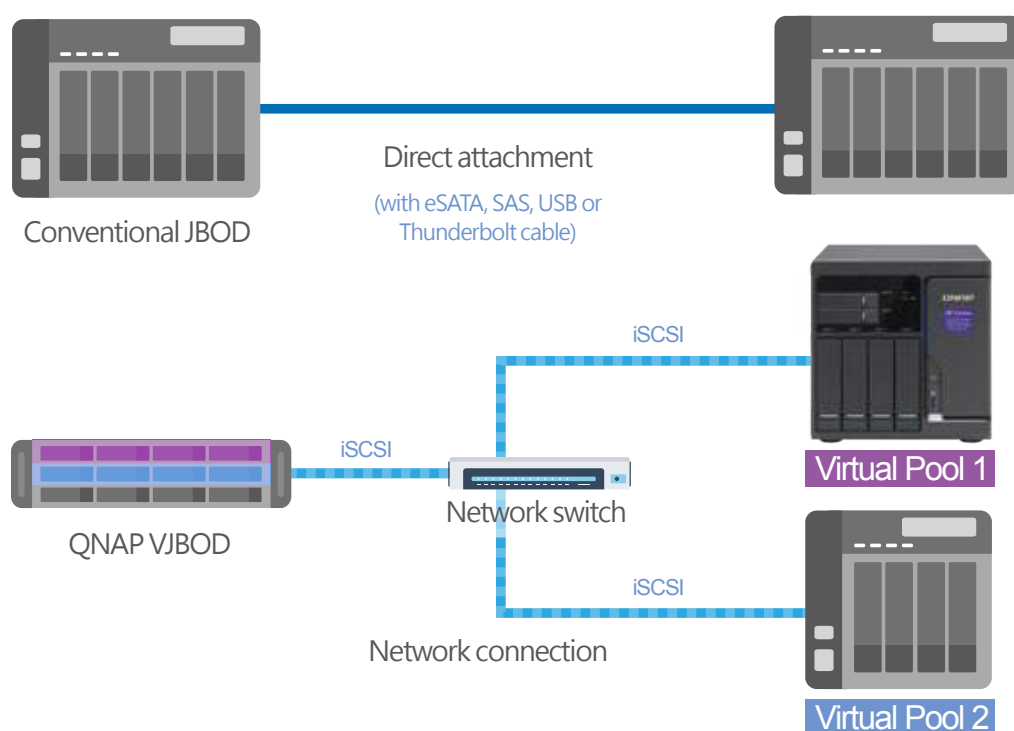 Direct attachment
(with eSATA, SAS, USB or
Thunderbolt cable)
Conventional JBOD
iSCSI
iSCSI
Virtual Pool 1
Network switch
QNAP VJBOD
iSCSI
Network connection
Virtual Pool 2